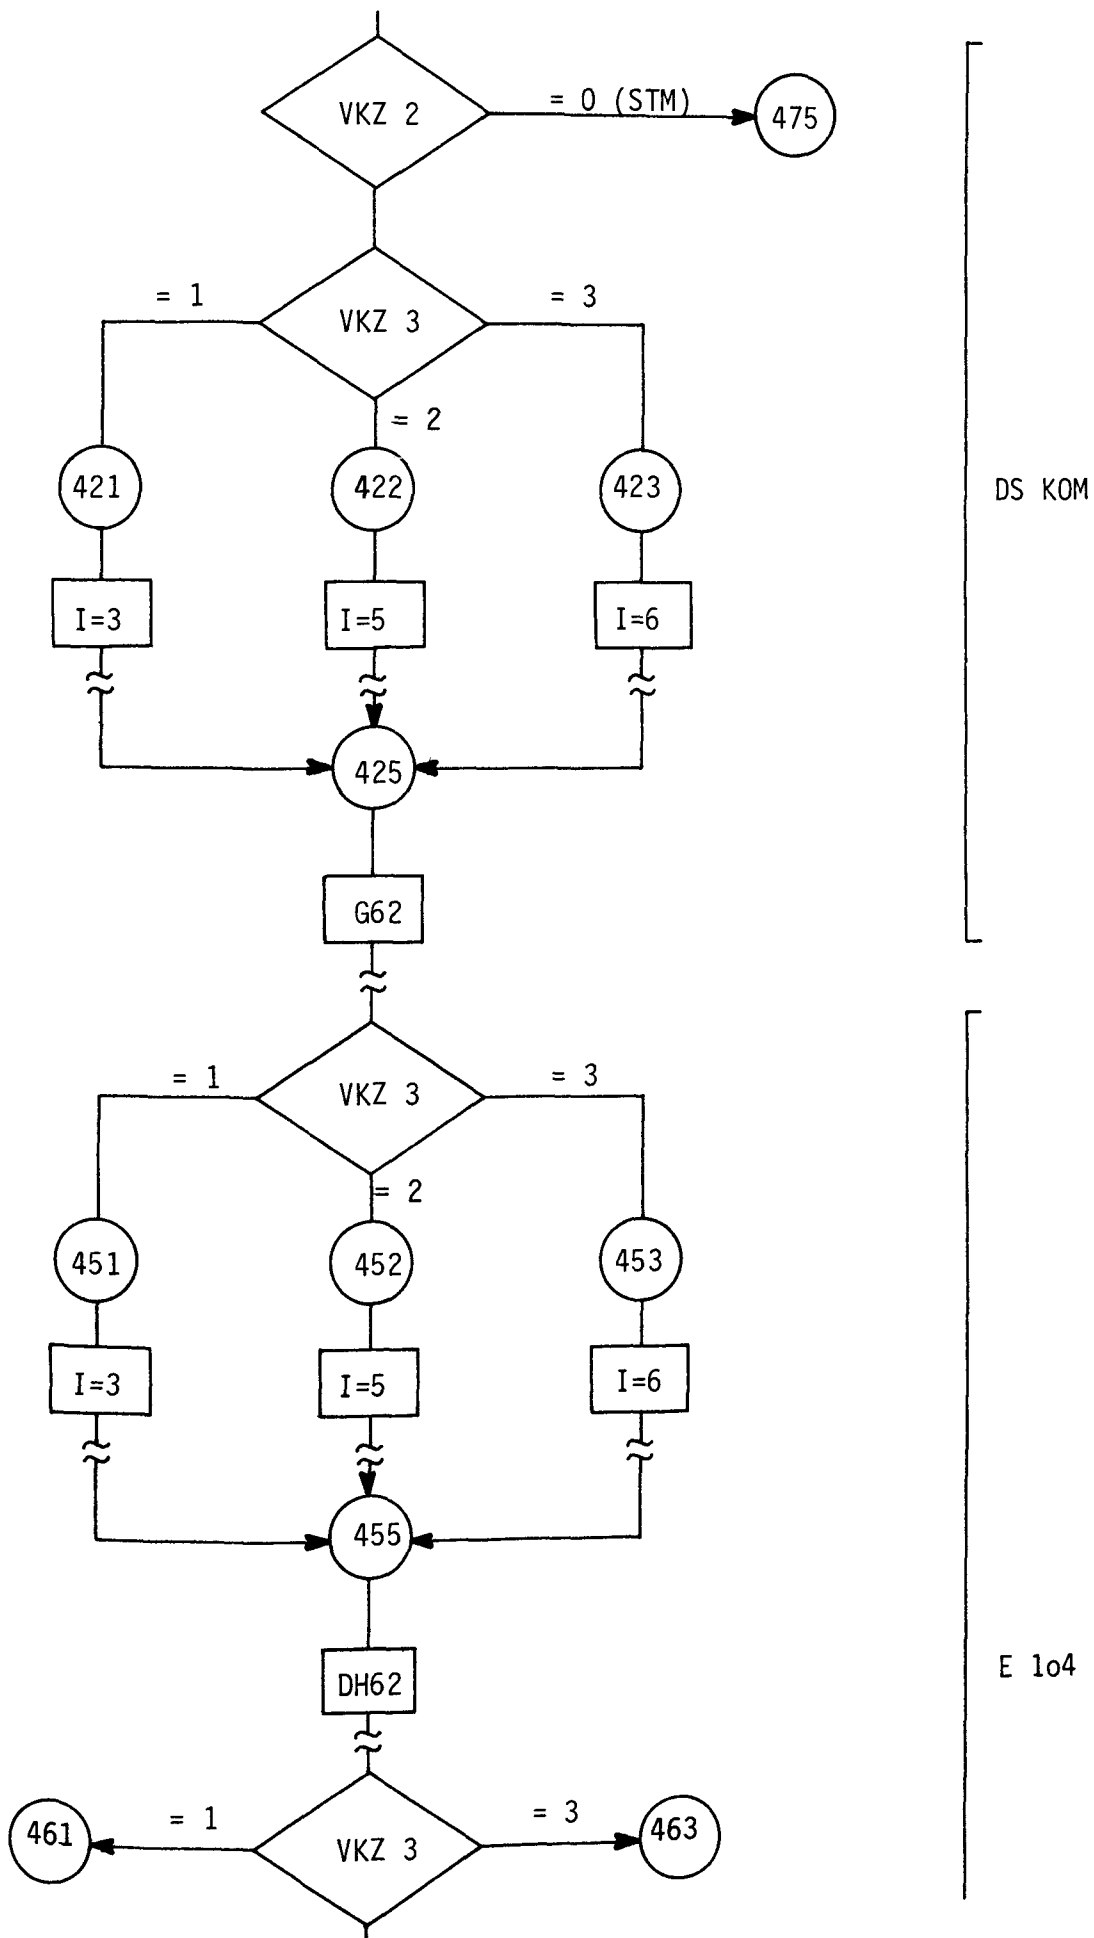 VKZ 2
= 0 (STM)
475
VKZ 3
= 1
= 3
= 2
421
422
423
DS KOM
I=3
I=5
I=6
425
G62
VKZ 3
= 1
= 3
= 2
451
452
453
I=3
I=5
I=6
455
E 1o4
DH62
461
= 1
VKZ 3
= 3
463